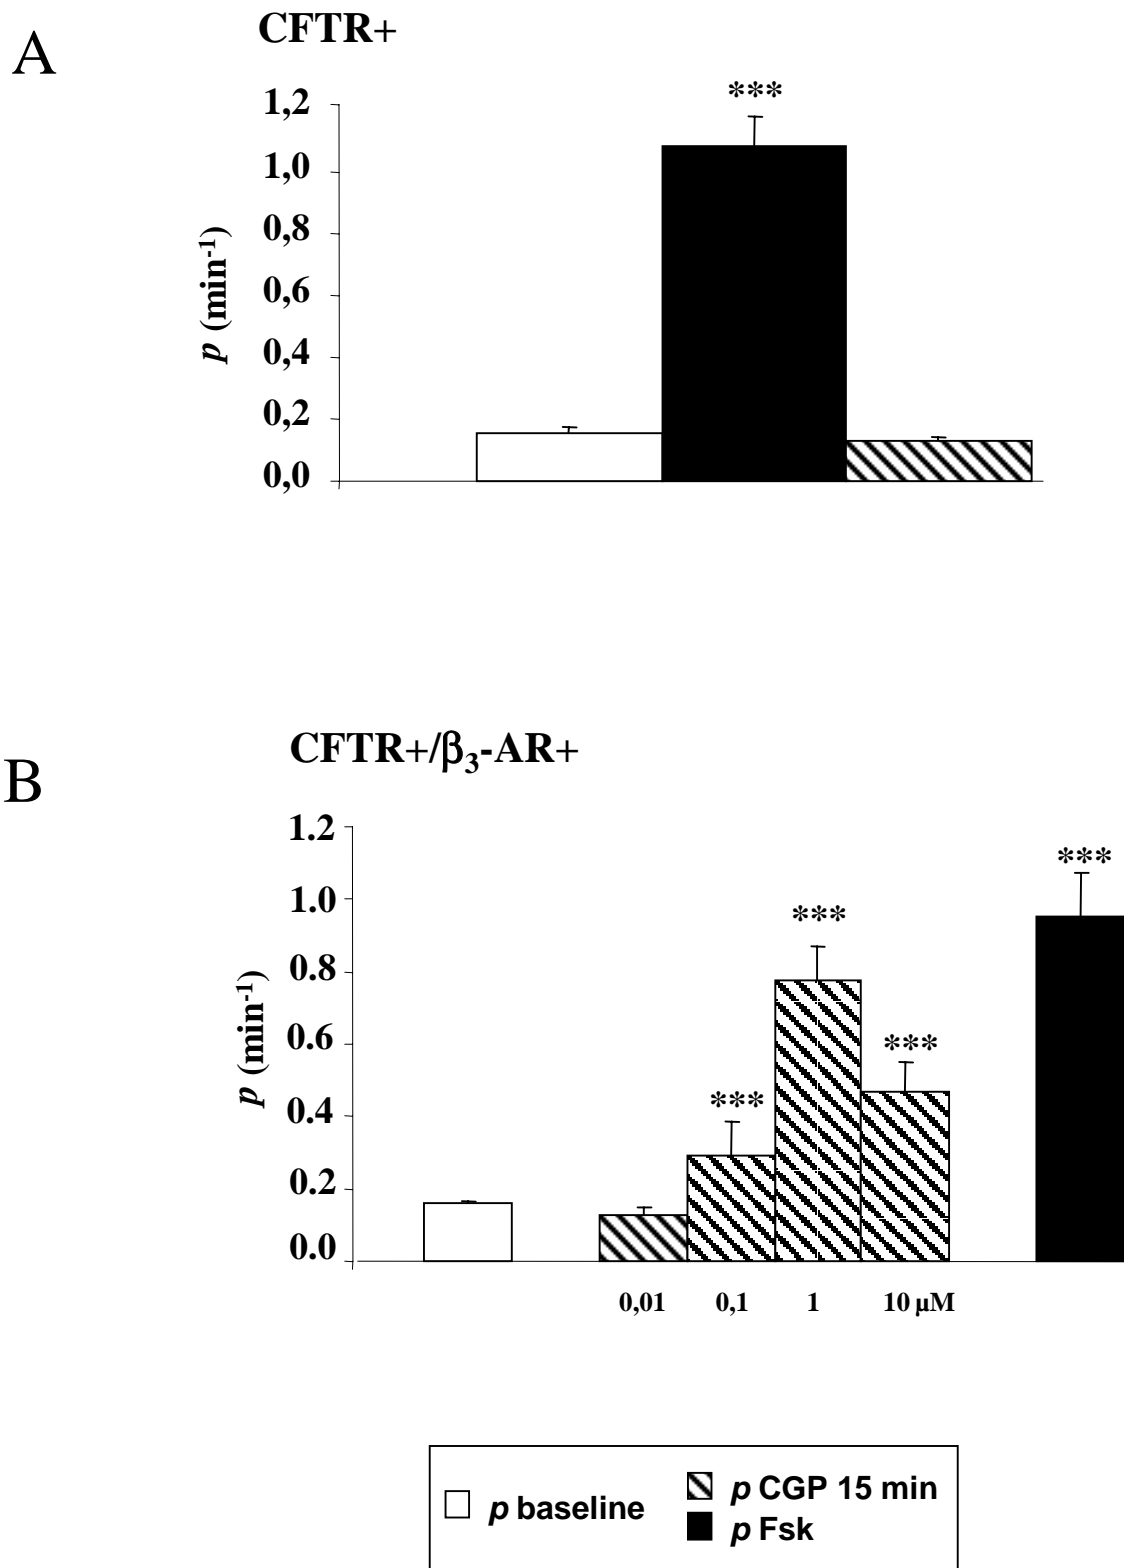 A
CFTR+
***
1,2
1,0
0,8
0,6
0,4
0,2
0,0
p (min-1)
B
CFTR+/β3-AR+
1.2
1.0
0.8
0.6
0.4
0.2
0.0
p (min-1)
***
***
***
***
0,01 0,1 1 10 µM
p baseline
p CGP 15 min
p Fsk